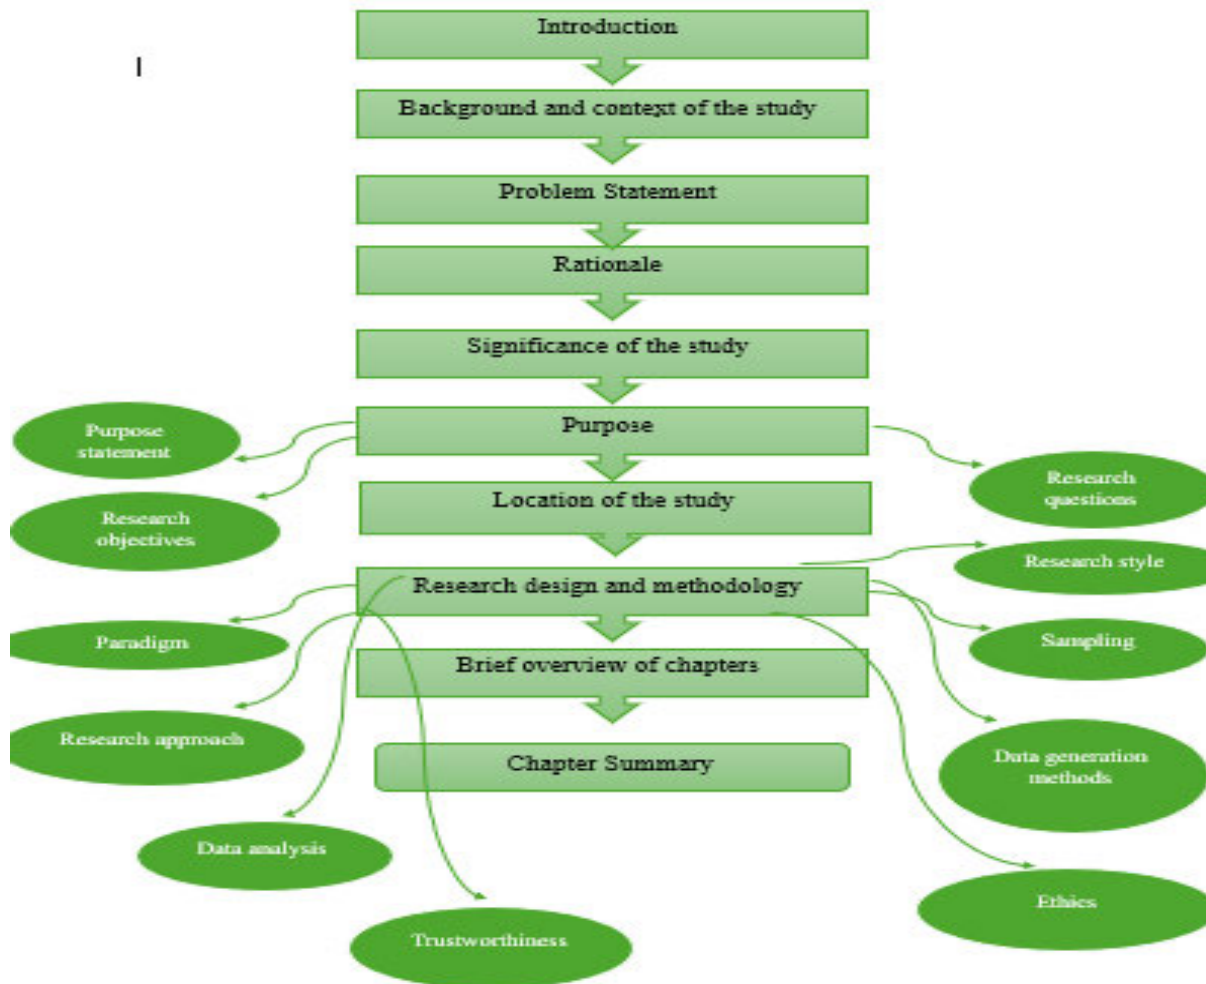 Introduction
I
Background and context of the study
Problem Statement
Rationale
Significance of the study
Purpose
Purpose
statement
Research
questions
Location of the study
Research
objectives
Research style
Research design and methodology
Paradigm
Sampling
Brief overview of chapters
Research approach
Data generation
methods
Chapter Summary
Data analysis
Ethics
Trustworthiness